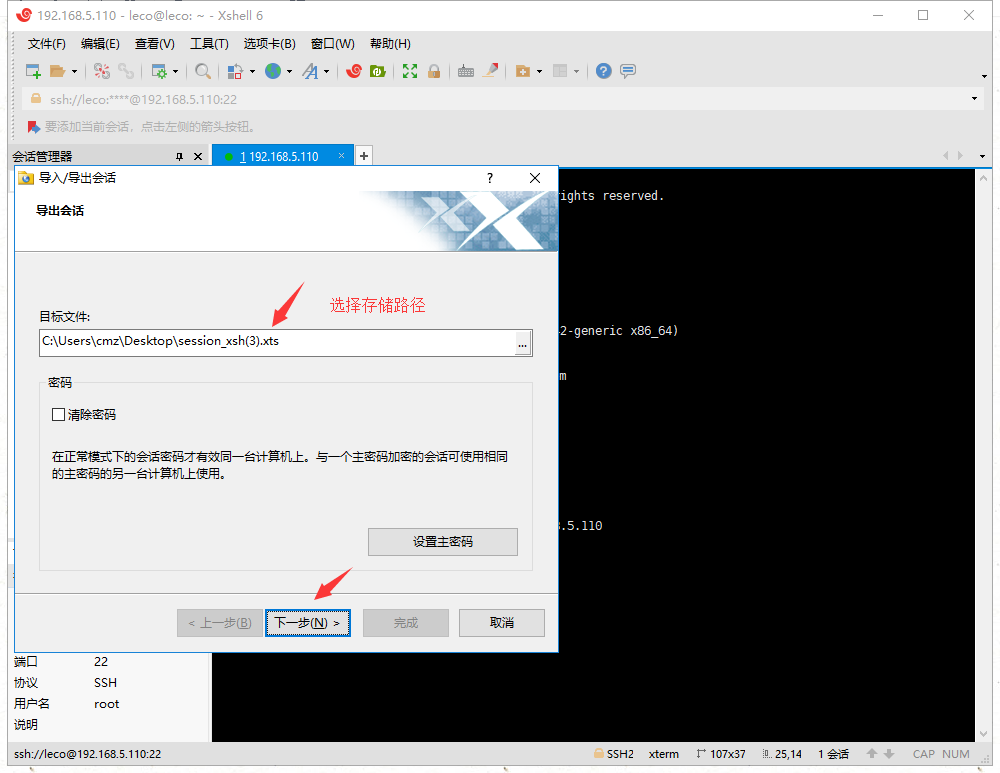 192.168.5.110 - leco@leco: ~ - Xshell 6
文件(F) 编辑(E) 查看(V) 工具(T) 选项卡(B) 窗口(W) 帮助(H)
ssh://leco:****@192.168.5.110:22
要添加当前会话，点击左侧的箭头按钮。
会话管理器
1 192.168.5.110
导入/导出会话
导出会话
ights reserved.
选择存储路径
目标文件:
C:\Users\cmz\Desktop\session_xsh(3).xts
...
2-generic x86_64)
m
密码
清除密码
在正常模式下的会话密码才有效同一台计算机上。与一个主密码加密的会话可使用相同
的主密码的另一台计算机上使用。
.5.110
设置主密码
< 上一步(B) 下一步(N) > 完成 取消
端口 22
协议 SSH
用户名 root
说明
ssh://leco@192.168.5.110:22 SSH2 xterm 107x37 25,14 1 会话 CAP NUM